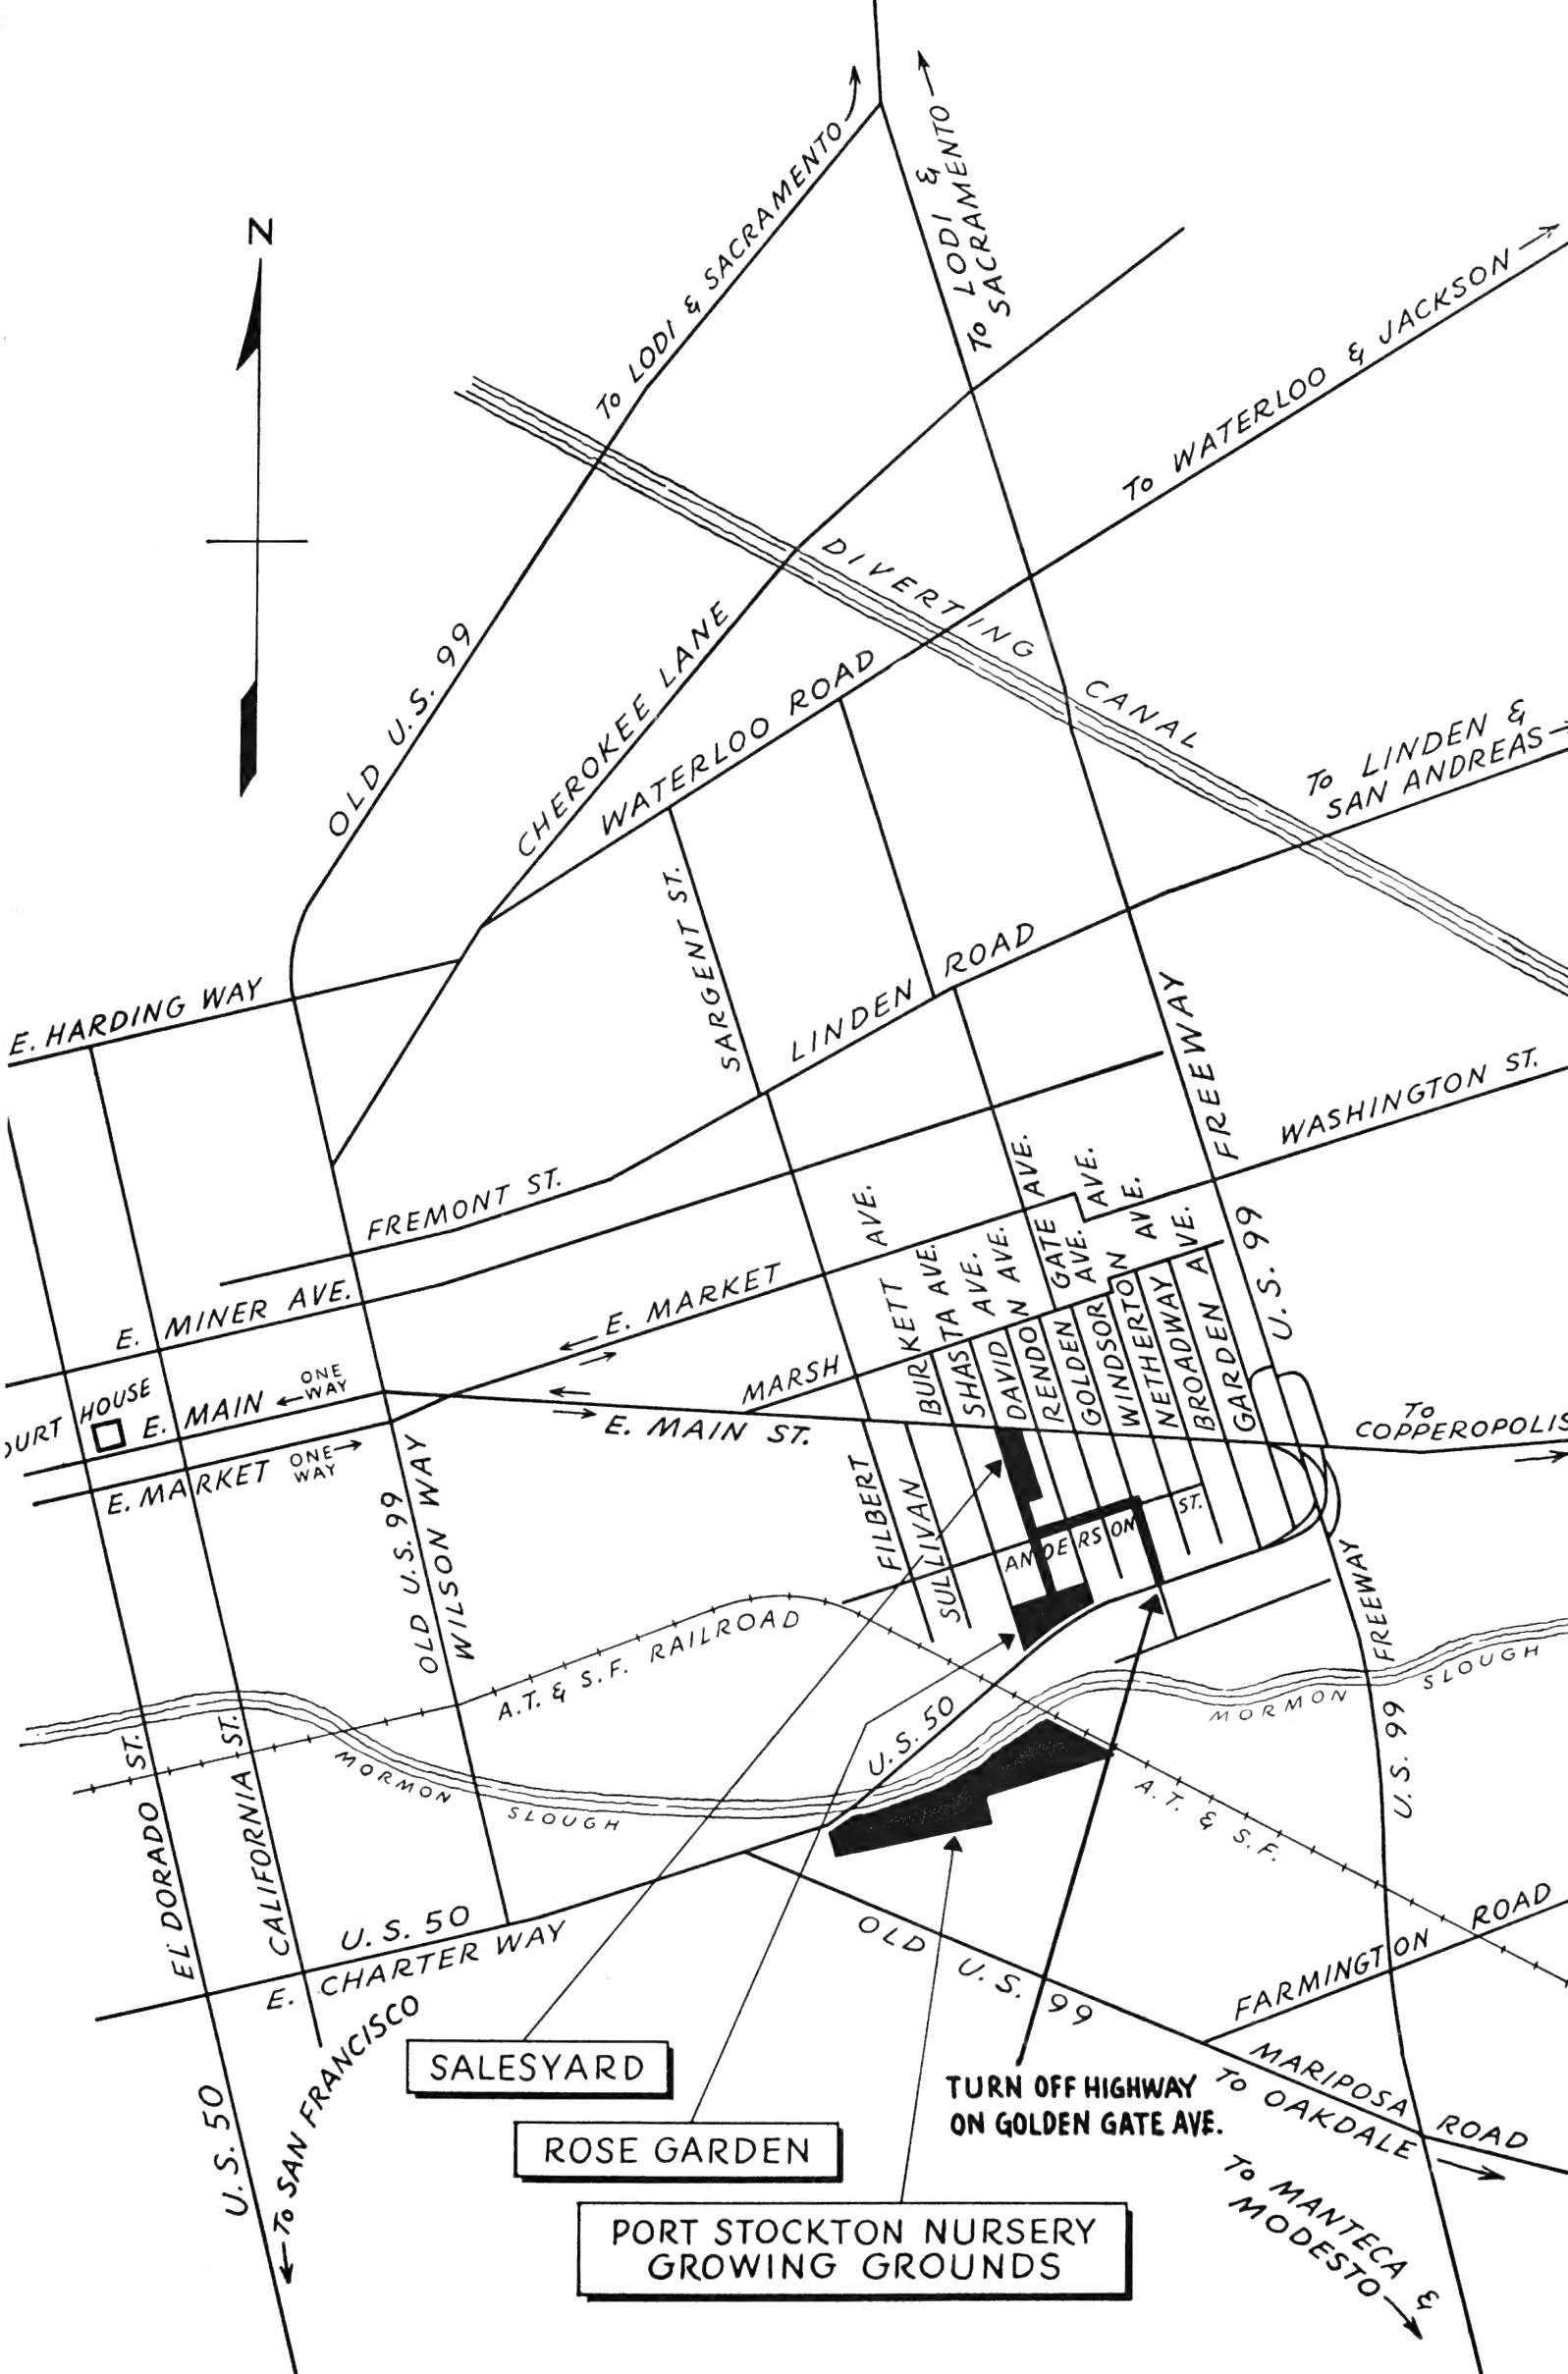 N
TO LODI & SACRAMENTO
TO LODI &
SACRAMENTO
TO WATERLOO & JACKSON
OLD U.S. 99
CHEROKEE LANE
WATERLOO ROAD
DIVERTING CANAL
TO LINDEN &
SAN ANDREAS
E. HARDING WAY
SARGENT ST.
LINDEN ROAD
FREEWAY
U.S. 99
WASHINGTON ST.
FREMONT ST.
E. MINER AVE.
E. MARKET
MARSH
E. MAIN ST.
BURKETT AVE.
SHASTA AVE.
DAVID AVE.
RENDON AVE.
GOLDEN GATE AVE.
WINDSOR AVE.
WINSTON AVE.
NETHERTON AVE.
BROADWAY AVE.
GARDEN AVE.
HOUSE
E. MAIN
ONE
WAY
E. MARKET
ONE
WAY
TO
COPPEROPOLIS
FILBERT
SULLIVAN
ANDERSON ST.
OLD U.S. 99
WILSON WAY
A.T. & S.F. RAILROAD
FREEWAY
U.S. 99
MORMON SLOUGH
MORMON SLOUGH
U.S. 50
A.T. & S.F.
EL DORADO ST.
CALIFORNIA ST.
U.S. 50
E. CHARTER WAY
OLD U.S. 99
FARMINGTON ROAD
MARIPOSA ROAD
TO OAKDALE
TO MANTECA &
MODESTO
U.S. 50
TO SAN FRANCISCO
SALESYARD
ROSE GARDEN
PORT STOCKTON NURSERY
GROWING GROUNDS
TURN OFF HIGHWAY
ON GOLDEN GATE AVE.